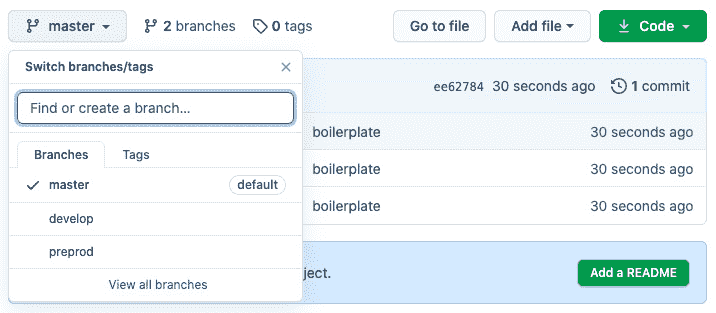 master 2 branches 0 tags Go to file Add file Code
Switch branches/tags
ee62784 30 seconds ago 1 commit
Find or create a branch...
boilerplate 30 seconds ago
Branches Tags
boilerplate 30 seconds ago
master default
boilerplate 30 seconds ago
develop
preprod
ject. Add a README
View all branches